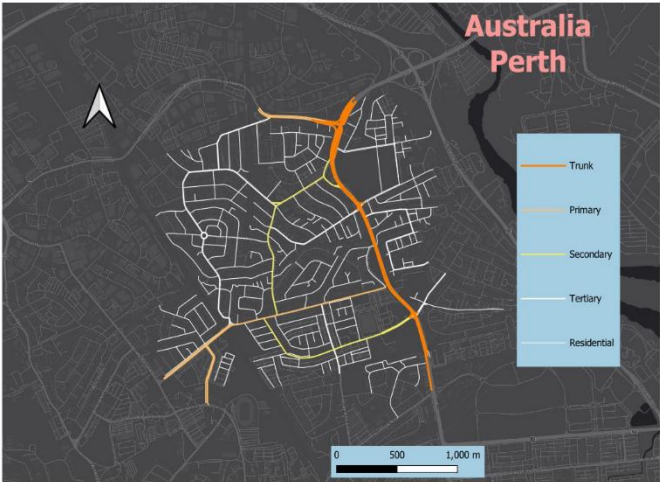 Australia
Perth
Trunk
Primary
Secondary
Tertiary
Residential
0 500 1,000 m